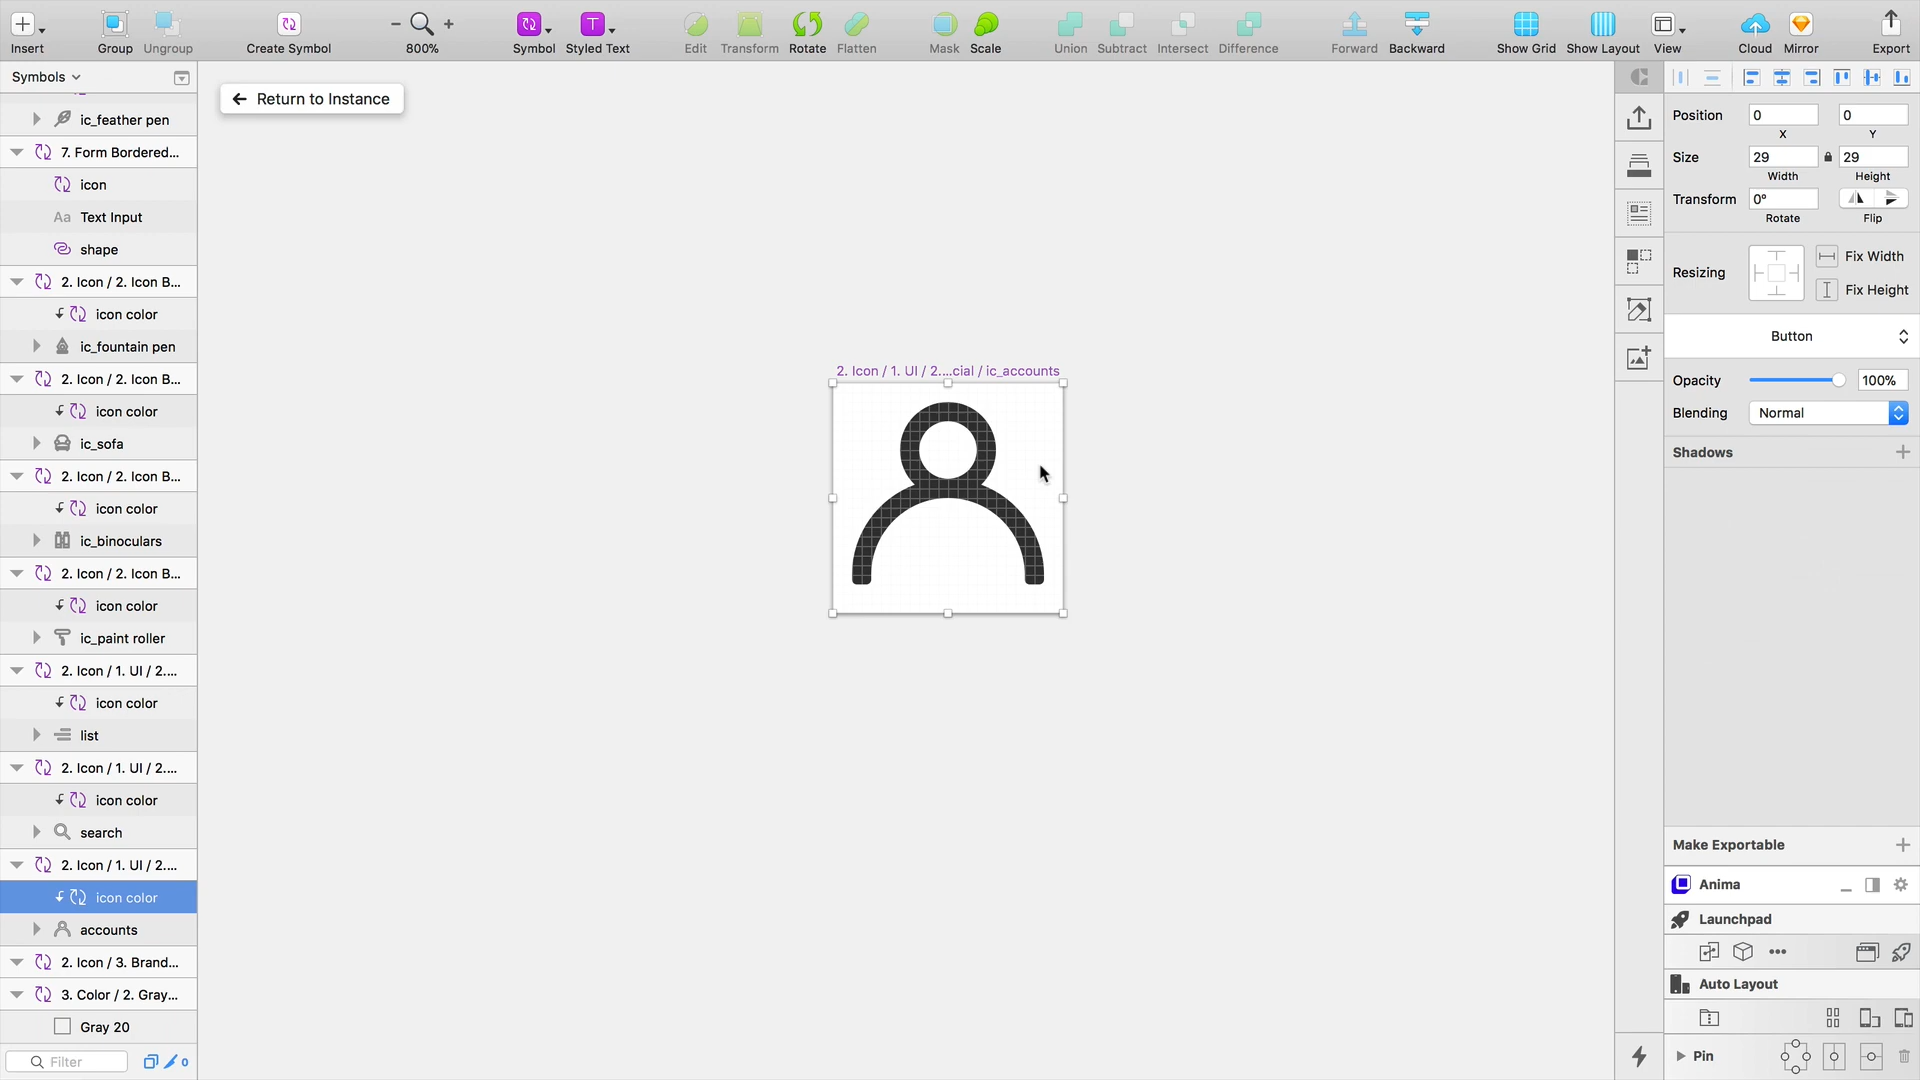 Insert
Group
Ungroup
Create Symbol
800%
Symbol
Styled Text
Edit
Transform
Rotate
Flatten
Mask
Scale
Union
Subtract
Intersect
Difference
Forward
Backward
Show Grid
Show Layout
View
Cloud
Mirror
Export
Symbols
ic_feather pen
7. Form Bordered...
icon
Aa Text Input
shape
2. Icon / 2. Icon B...
icon color
ic_fountain pen
2. Icon / 2. Icon B...
icon color
ic_sofa
2. Icon / 2. Icon B...
icon color
ic_binoculars
2. Icon / 2. Icon B...
icon color
ic_paint roller
2. Icon / 1. UI / 2....
icon color
list
2. Icon / 1. UI / 2....
icon color
search
2. Icon / 1. UI / 2....
icon color
accounts
2. Icon / 3. Brand...
3. Color / 2. Gray...
Gray 20
Filter
0
Return to Instance
2. Icon / 1. UI / 2....cial / ic_accounts
Position
0
0
X
Y
Size
29
29
Width
Height
Transform
0°
Rotate
Flip
Resizing
Fix Width
Fix Height
Button
Opacity
100%
Blending
Normal
Shadows
Make Exportable
Anima
Launchpad
Auto Layout
Pin